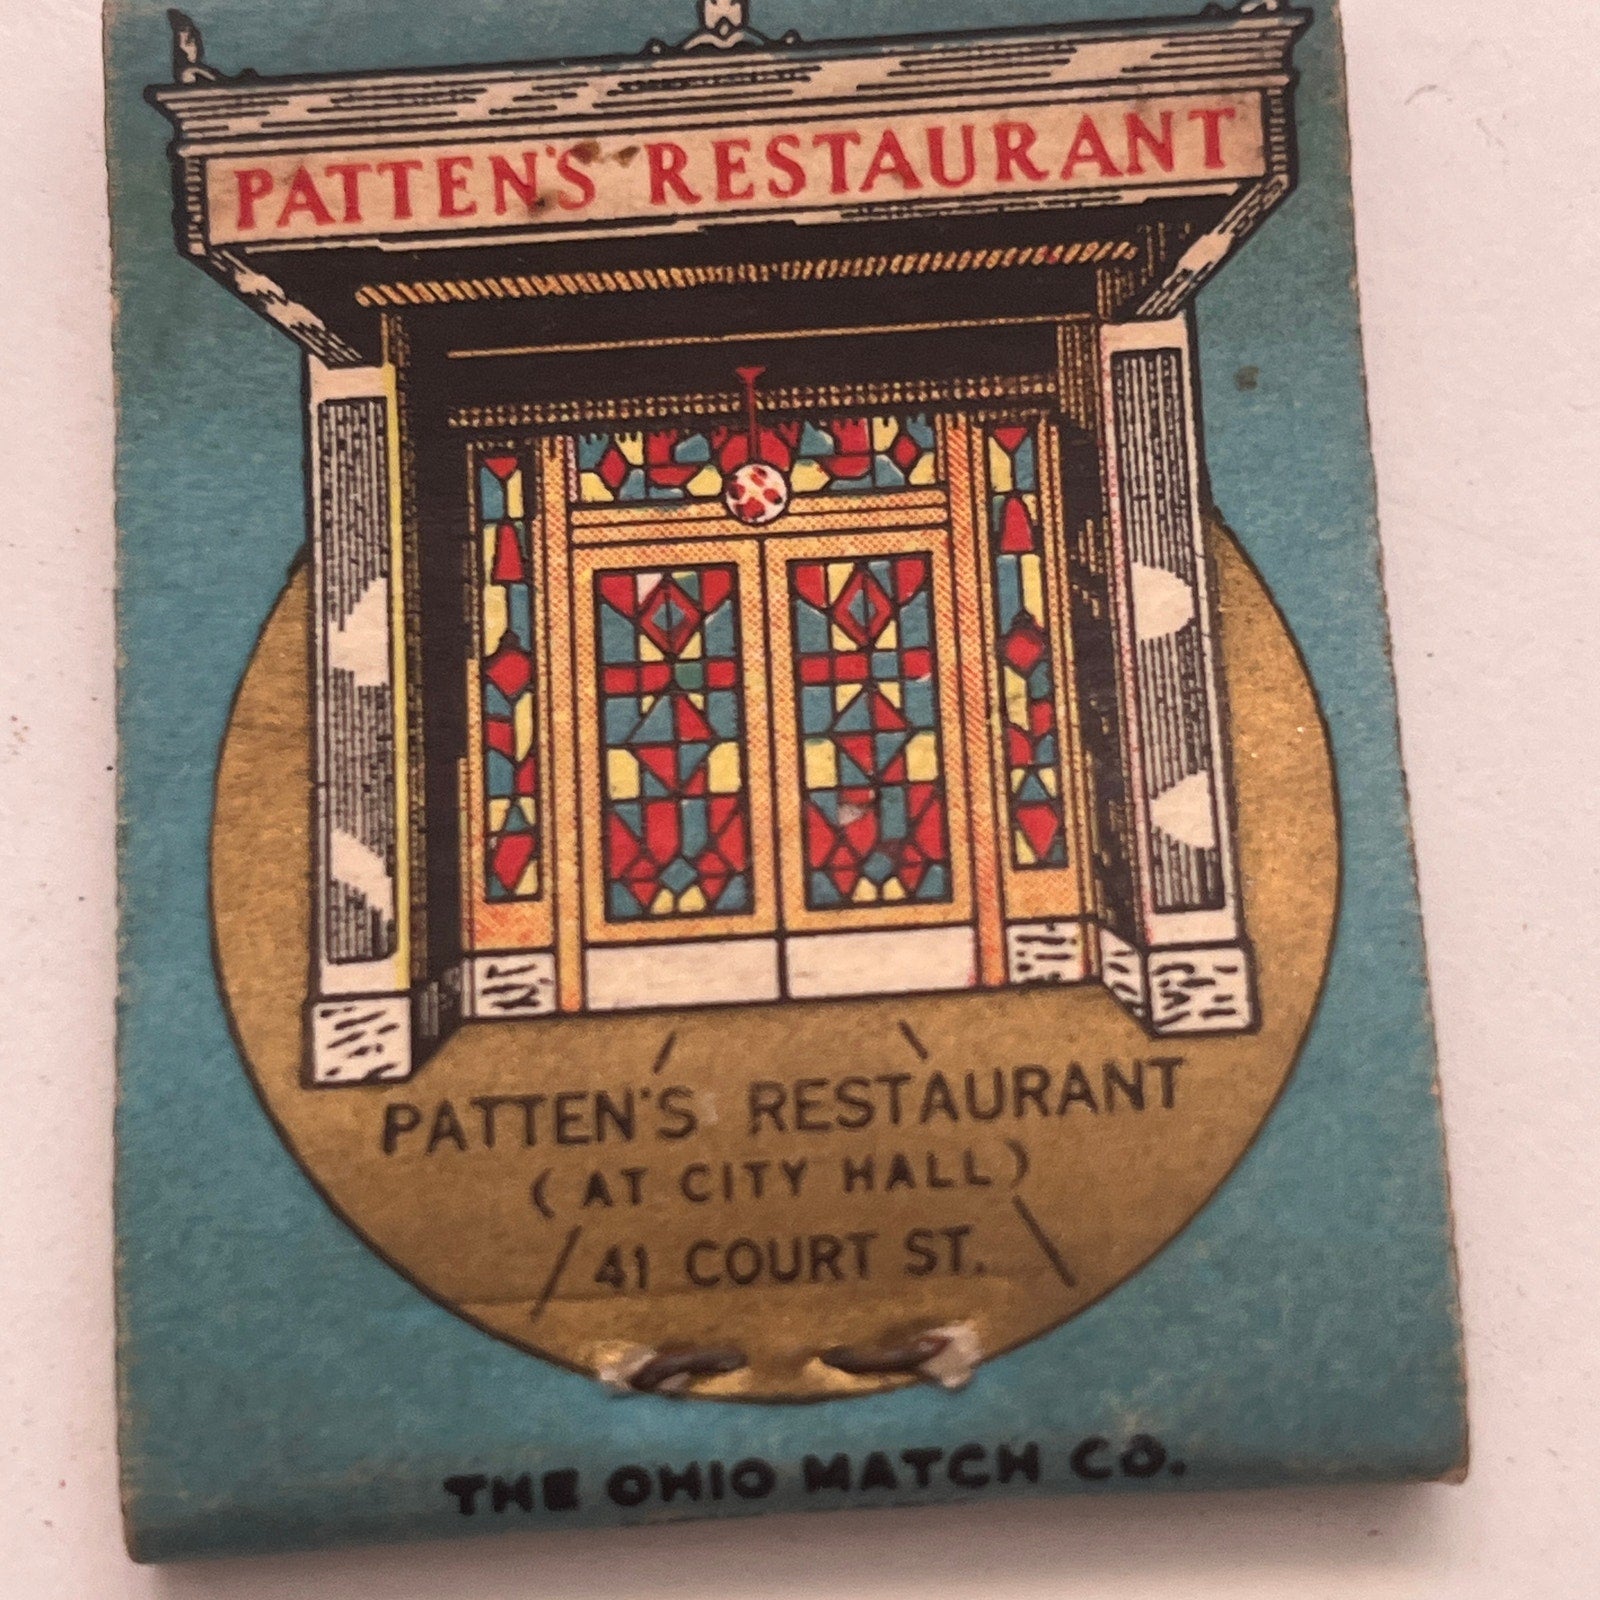 PATTEN'S RESTAURANT
PATTEN'S RESTAURANT
(AT CITY HALL)
41 COURT ST.
THE OHIO MATCH CO.